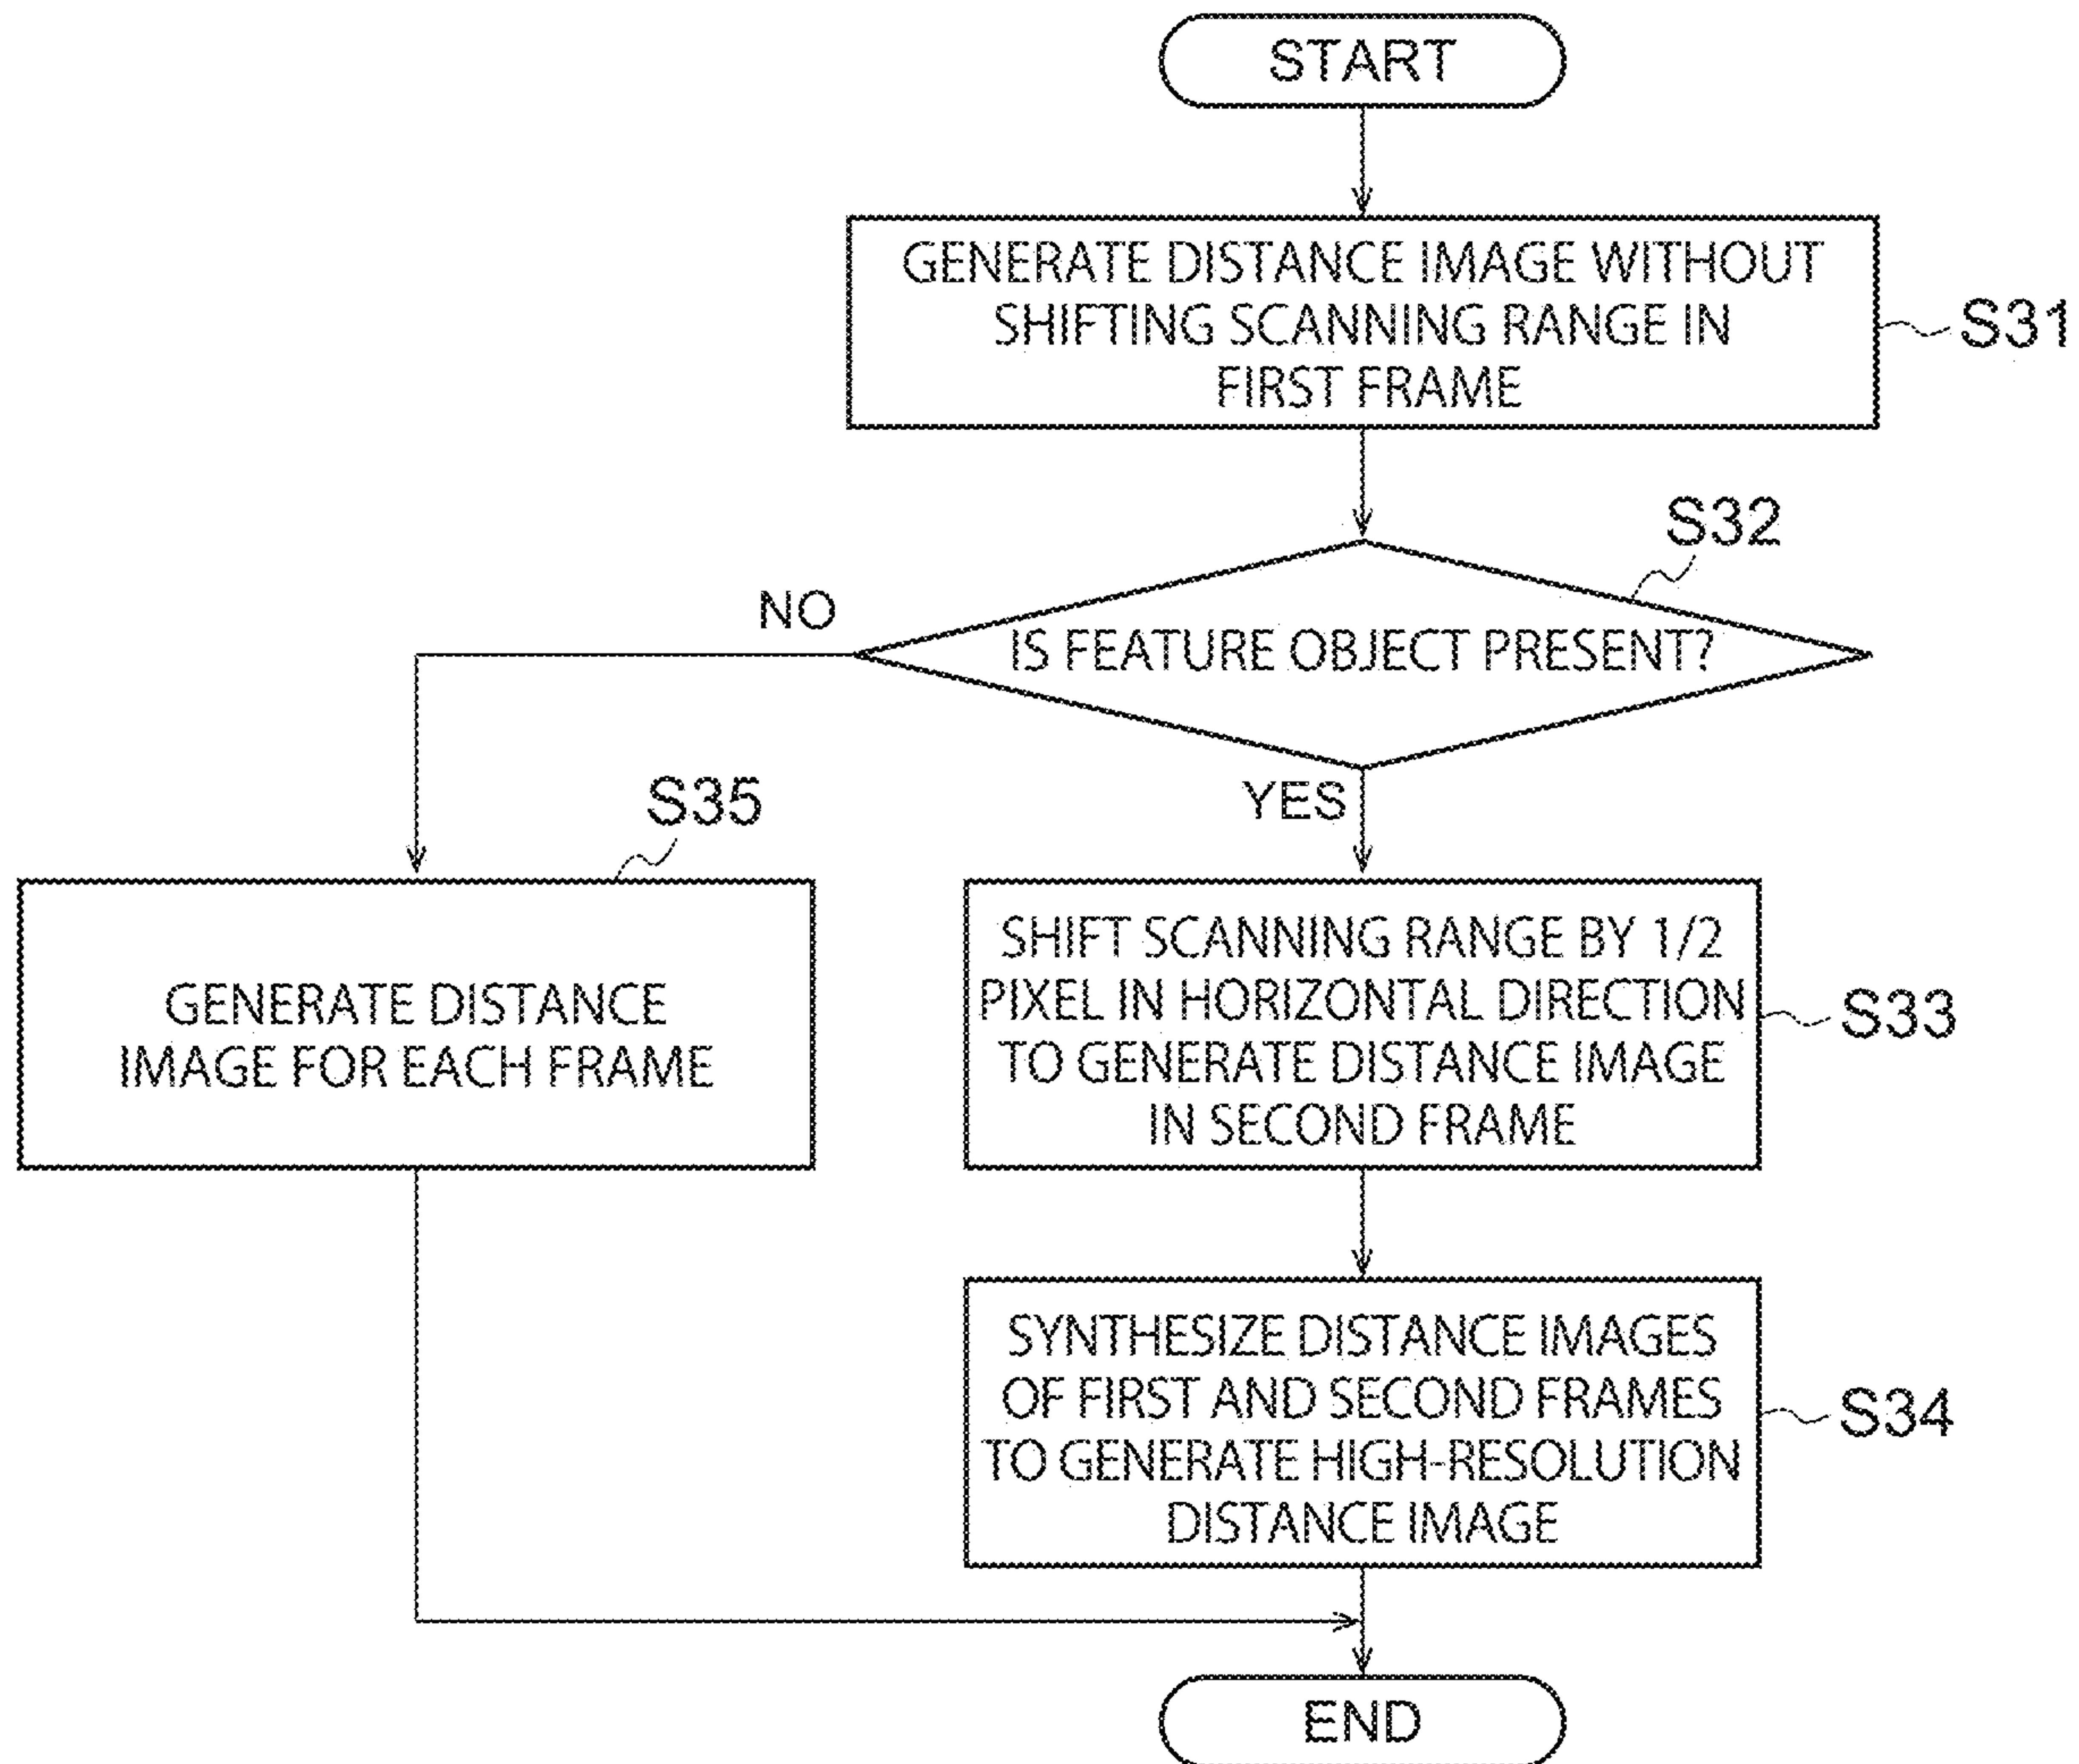 START
GENERATE DISTANCE IMAGE WITHOUT
SHIFTING SCANNING RANGE IN
FIRST FRAME
S31
S32
NO
IS FEATURE OBJECT PRESENT?
YES
S35
GENERATE DISTANCE
IMAGE FOR EACH FRAME
SHIFT SCANNING RANGE BY 1/2
PIXEL IN HORIZONTAL DIRECTION
TO GENERATE DISTANCE IMAGE
IN SECOND FRAME
S33
SYNTHESIZE DISTANCE IMAGES
OF FIRST AND SECOND FRAMES
TO GENERATE HIGH-RESOLUTION
DISTANCE IMAGE
S34
END